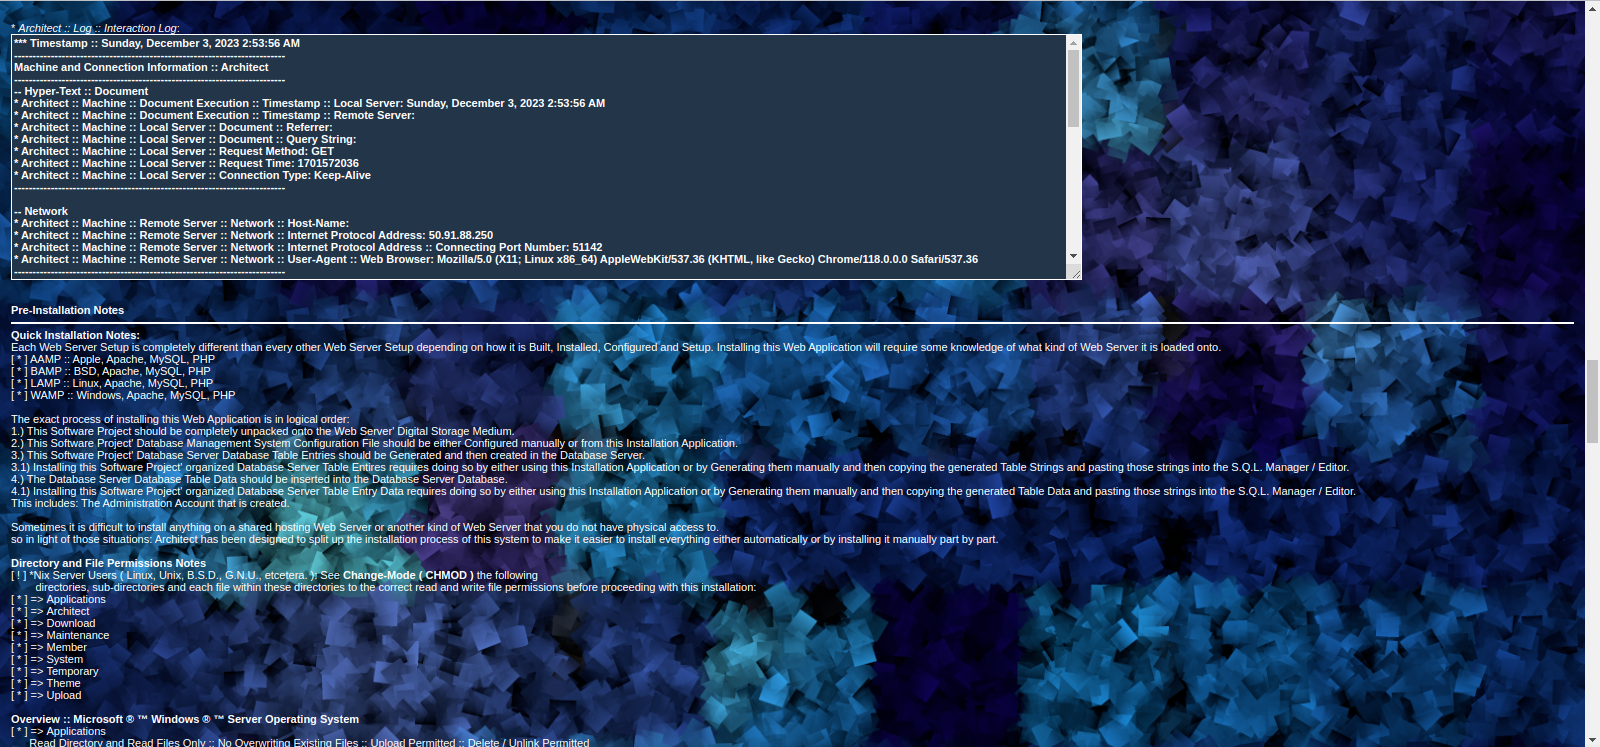 * Architect :: Log :: Interaction Log:
*** Timestamp :: Sunday, December 3, 2023 2:53:56 AM
--------------------------------------------------------------------------
Machine and Connection Information :: Architect
--------------------------------------------------------------------------
-- Hyper-Text :: Document
* Architect :: Machine :: Document Execution :: Timestamp :: Local Server: Sunday, December 3, 2023 2:53:56 AM
* Architect :: Machine :: Document Execution :: Timestamp :: Remote Server:
* Architect :: Machine :: Local Server :: Document :: Referrer:
* Architect :: Machine :: Local Server :: Document :: Query String:
* Architect :: Machine :: Local Server :: Request Method: GET
* Architect :: Machine :: Local Server :: Request Time: 1701572036
* Architect :: Machine :: Local Server :: Connection Type: Keep-Alive
--------------------------------------------------------------------------
-- Network
* Architect :: Machine :: Remote Server :: Network :: Host-Name:
* Architect :: Machine :: Remote Server :: Network :: Internet Protocol Address: 50.91.88.250
* Architect :: Machine :: Remote Server :: Network :: Internet Protocol Address :: Connecting Port Number: 51142
* Architect :: Machine :: Remote Server :: Network :: User-Agent :: Web Browser: Mozilla/5.0 (X11; Linux x86_64) AppleWebKit/537.36 (KHTML, like Gecko) Chrome/118.0.0.0 Safari/537.36
--------------------------------------------------------------------------
Pre-Installation Notes
Quick Installation Notes:
Each Web Server Setup is completely different than every other Web Server Setup depending on how it is Built, Installed, Configured and Setup. Installing this Web Application will require some knowledge of what kind of Web Server it is loaded onto.
[ * ] AAMP :: Apple, Apache, MySQL, PHP
[ * ] BAMP :: BSD, Apache, MySQL, PHP
[ * ] LAMP :: Linux, Apache, MySQL, PHP
[ * ] WAMP :: Windows, Apache, MySQL, PHP
The exact process of installing this Web Application is in logical order:
1.) This Software Project should be completely unpacked onto the Web Server' Digital Storage Medium.
2.) This Software Project' Database Management System Configuration File should be either Configured manually or from this Installation Application.
3.) This Software Project' Database Server Database Table Entries should be Generated and then created in the Database Server.
3.1) Installing this Software Project' organized Database Server Table Entires requires doing so by either using this Installation Application or by Generating them manually and then copying the generated Table Strings and pasting those strings into the S.Q.L. Manager / Editor.
4.) The Database Server Database Table Data should be inserted into the Database Server Database.
4.1) Installing this Software Project' organized Database Server Table Entry Data requires doing so by either using this Installation Application or by Generating them manually and then copying the generated Table Data and pasting those strings into the S.Q.L. Manager / Editor.
This includes: The Administration Account that is created.
Sometimes it is difficult to install anything on a shared hosting Web Server or another kind of Web Server that you do not have physical access to.
so in light of those situations: Architect has been designed to split up the installation process of this system to make it easier to install everything either automatically or by installing it manually part by part.
Directory and File Permissions Notes
[ ! ] *Nix Server Users ( Linux, Unix, B.S.D., G.N.U., etcetera. ): See Change-Mode ( CHMOD ) the following
directories, sub-directories and each file within these directories to the correct read and write file permissions before proceeding with this installation:
[ * ] => Applications
[ * ] => Architect
[ * ] => Download
[ * ] => Maintenance
[ * ] => Member
[ * ] => System
[ * ] => Temporary
[ * ] => Theme
[ * ] => Upload
Overview :: Microsoft ® ™ Windows ® ™ Server Operating System
[ * ] => Applications
Read Directory and Read Files Only :: No Overwriting Existing Files :: Upload Permitted :: Delete / Unlink Permitted